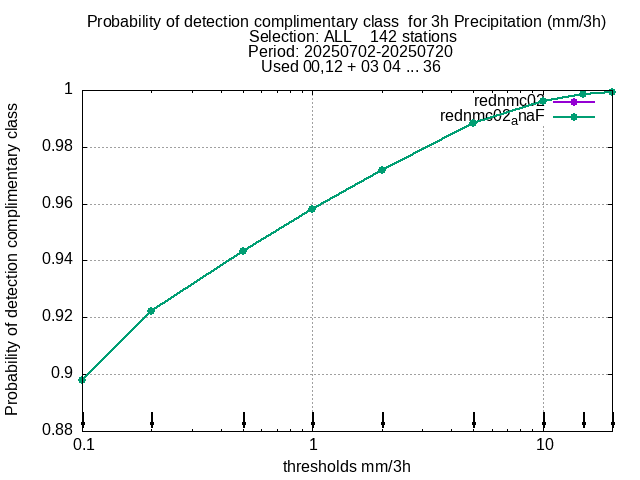 Probability of detection complimentary class  for 3h Precipitation (mm/3h)
Selection: ALL    142 stations
Period: 20250702-20250720
Used 00,12 + 03 04 ... 36
rednmc02
rednmc02_anaF
Probability of detection complimentary class
1
0.98
0.96
0.94
0.92
0.9
0.88
0.1
1
10
thresholds mm/3h